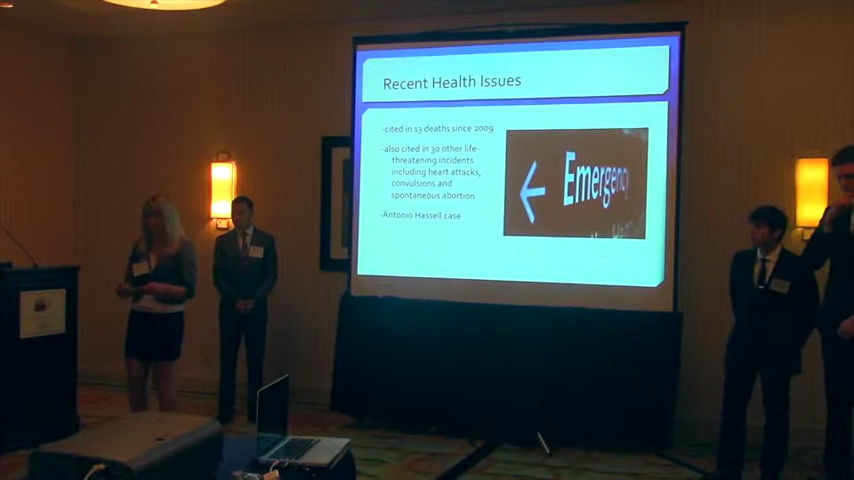 Recent Health Issues
-cited in 13 deaths since 2009
-also cited in 30 other life-
threatening incidents
including heart attacks,
convulsions and
spontaneous abortion
-Antonio Hassell case
Emergency